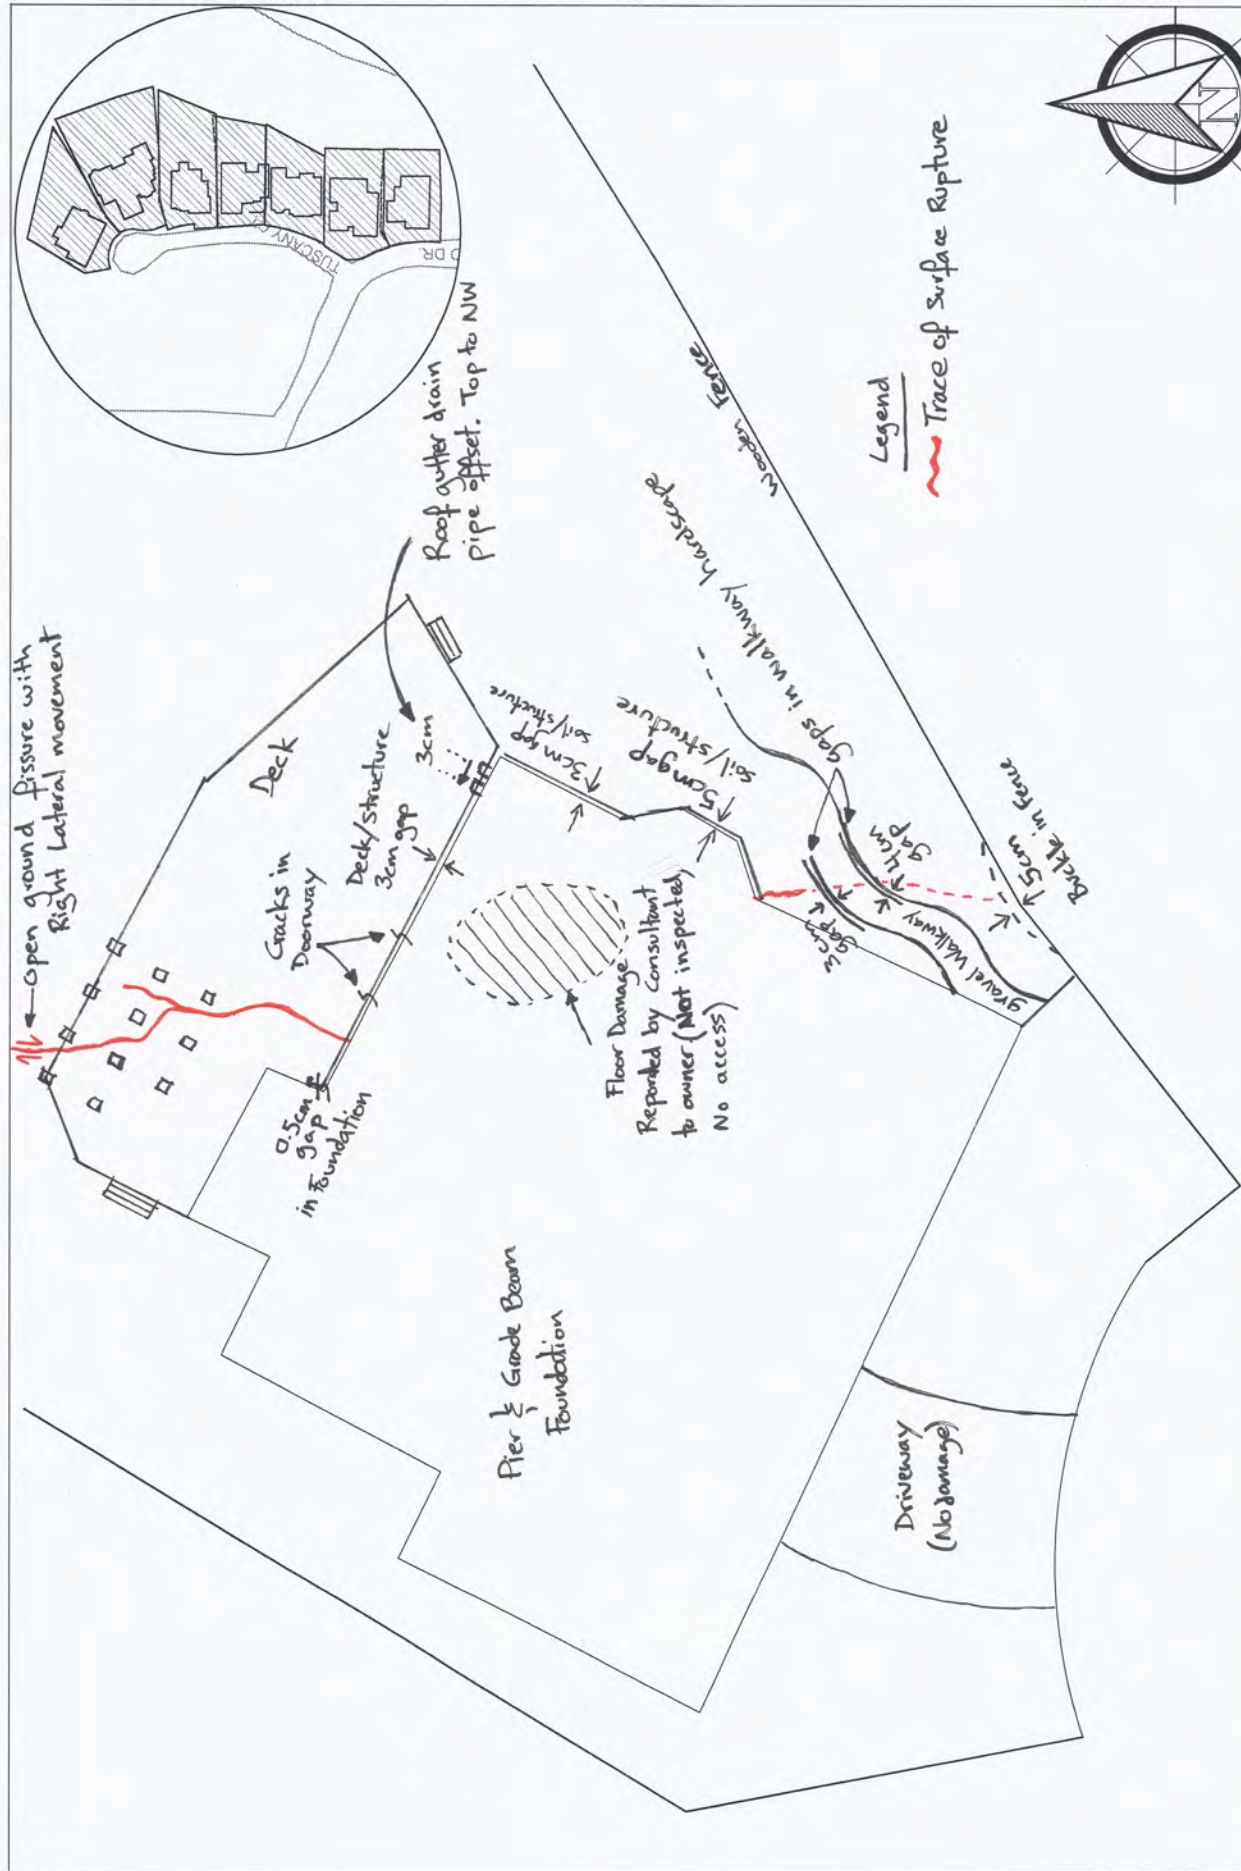 TUSCANY
O DR.
N
Open ground fissure with
Right Lateral movement
Deck
Roof gutter drain
pipe offset. Top to NW
3cm
Cracks in
Doorway
Deck/structure
3cm gap
0.5cm
gap
in Foundation
3cm gap
soil/structure
5cm gap
soil/structure
Floor Damage
Reported by Consultant
to owner (Not inspected,
No access)
gaps in walkway hardscape
Wooden Fence
3cm
gap
4cm
gap
gravel Walkway
5cm
Buckle in fence
Pier & Grade Beam
Foundation
Driveway
(No damage)
Legend
Trace of Surface Rupture